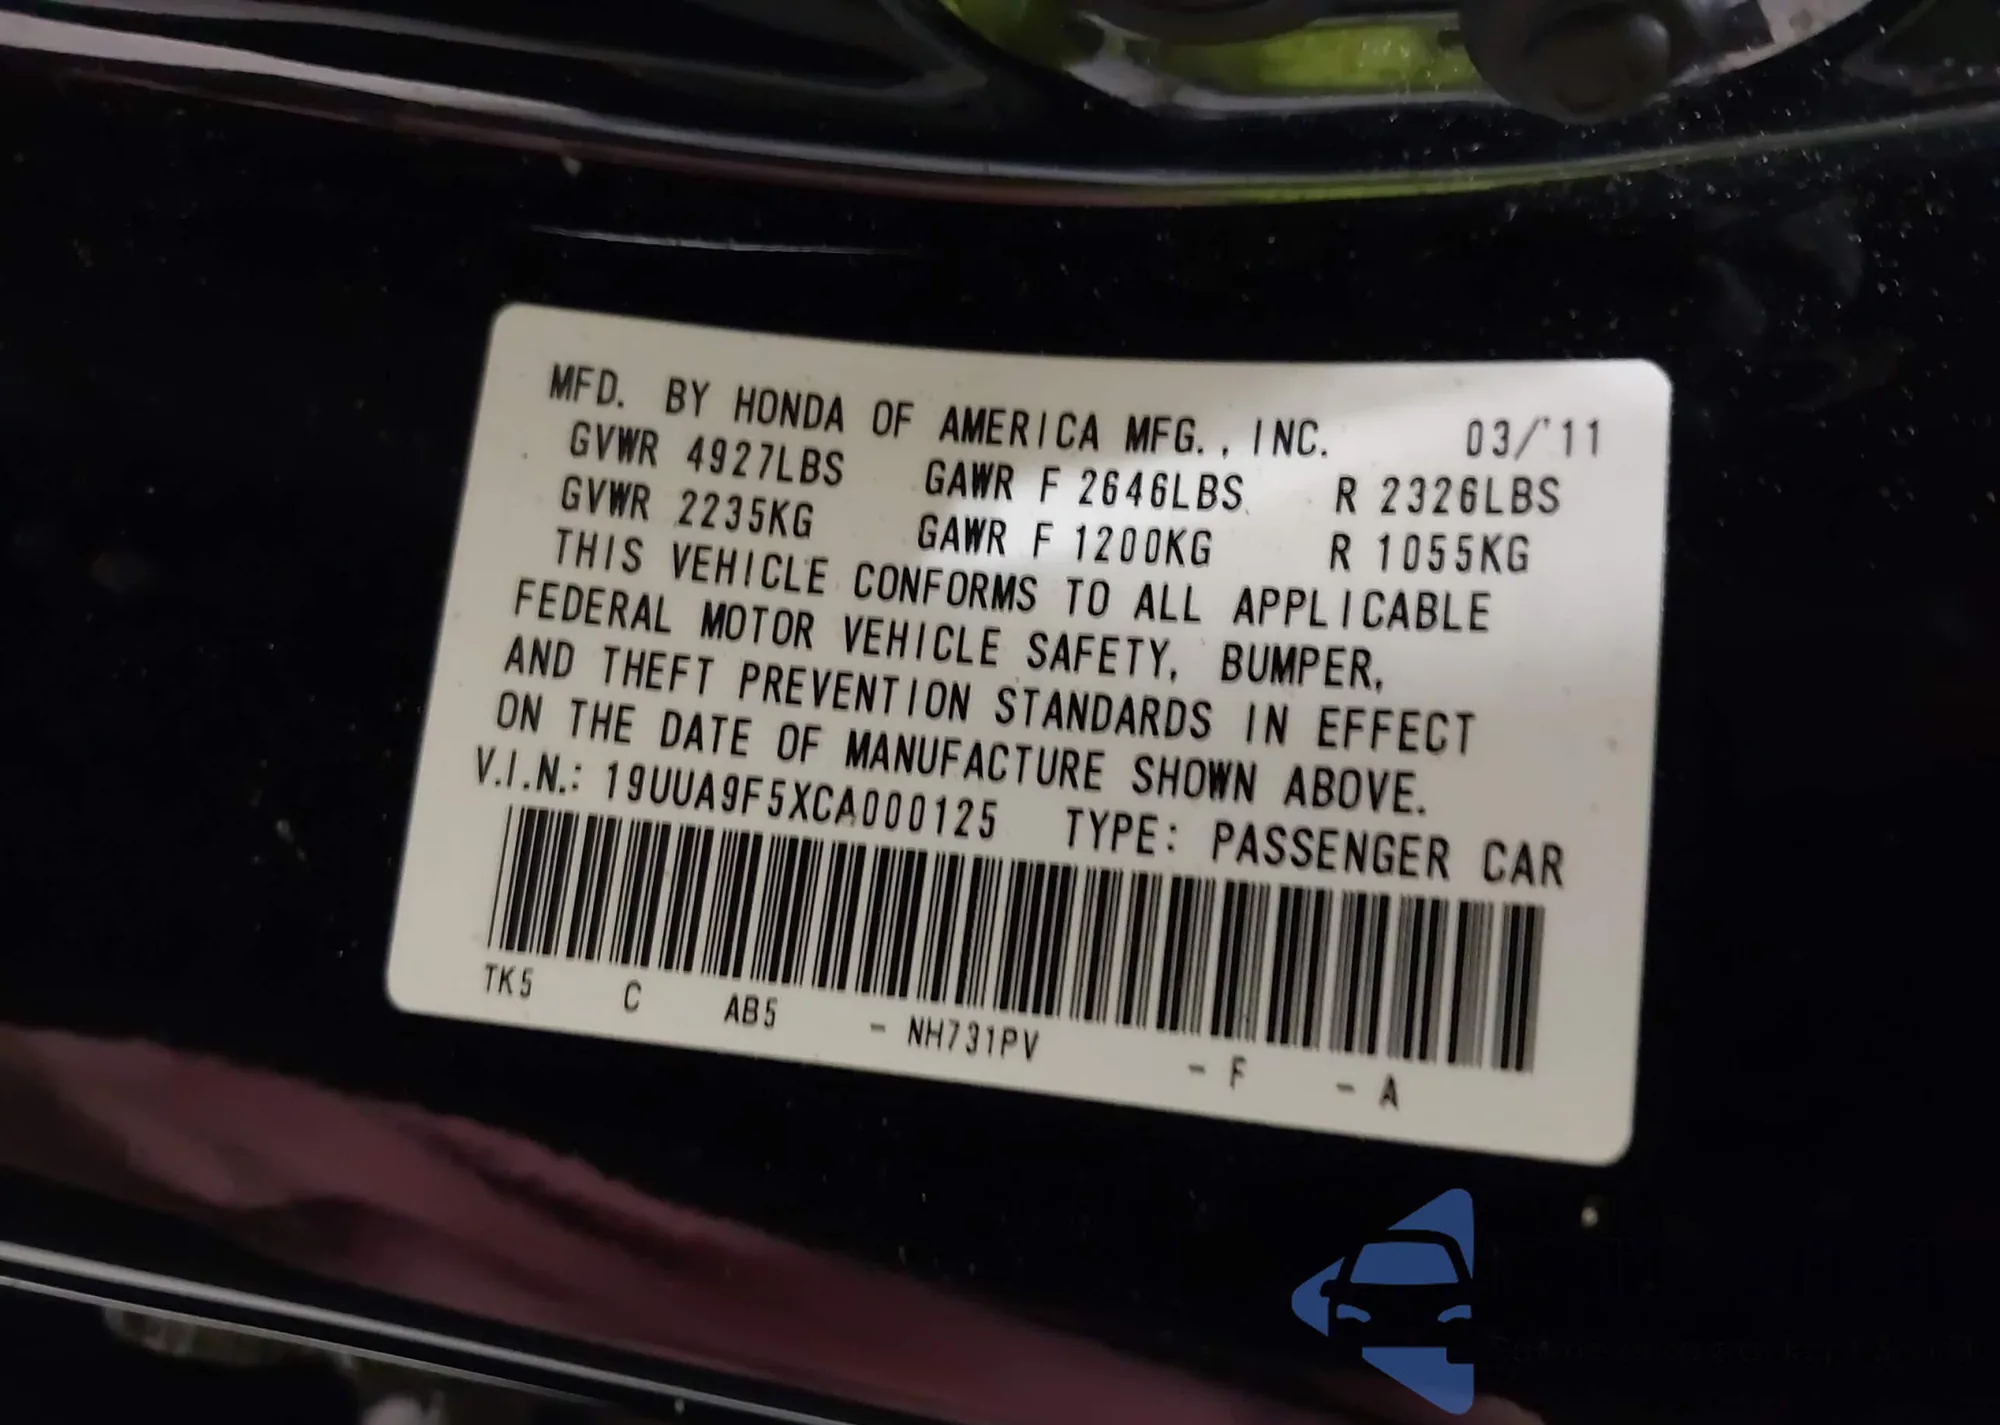 MFD. BY HONDA OF AMERICA MFG., INC. 03/'11
GVWR 4927LBS GAWR F 2646LBS R 2326LBS
GVWR 2235KG GAWR F 1200KG R 1055KG
THIS VEHICLE CONFORMS TO ALL APPLICABLE
FEDERAL MOTOR VEHICLE SAFETY, BUMPER,
AND THEFT PREVENTION STANDARDS IN EFFECT
ON THE DATE OF MANUFACTURE SHOWN ABOVE.
V.I.N.: 19UUA9F5XCA000125 TYPE: PASSENGER CAR
TK5 C AB5 - NH731PV - F - A